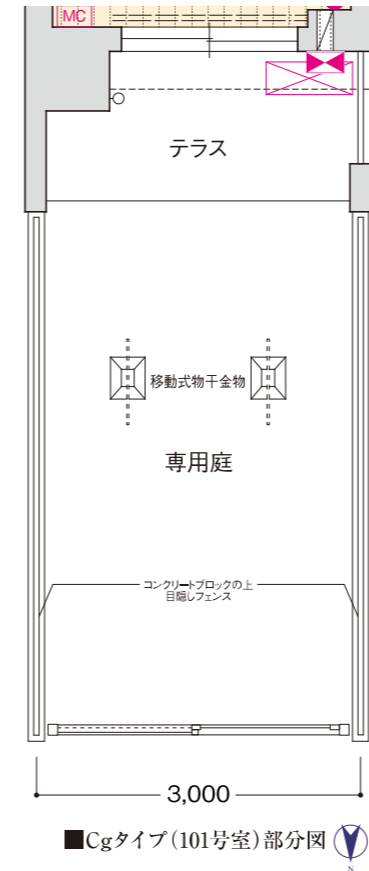 MC
テラス
移動式物干金物
専用庭
コンクリートブロックの上
目隠しフェンス
3,000
■Cgタイプ(101号室)部分図
N